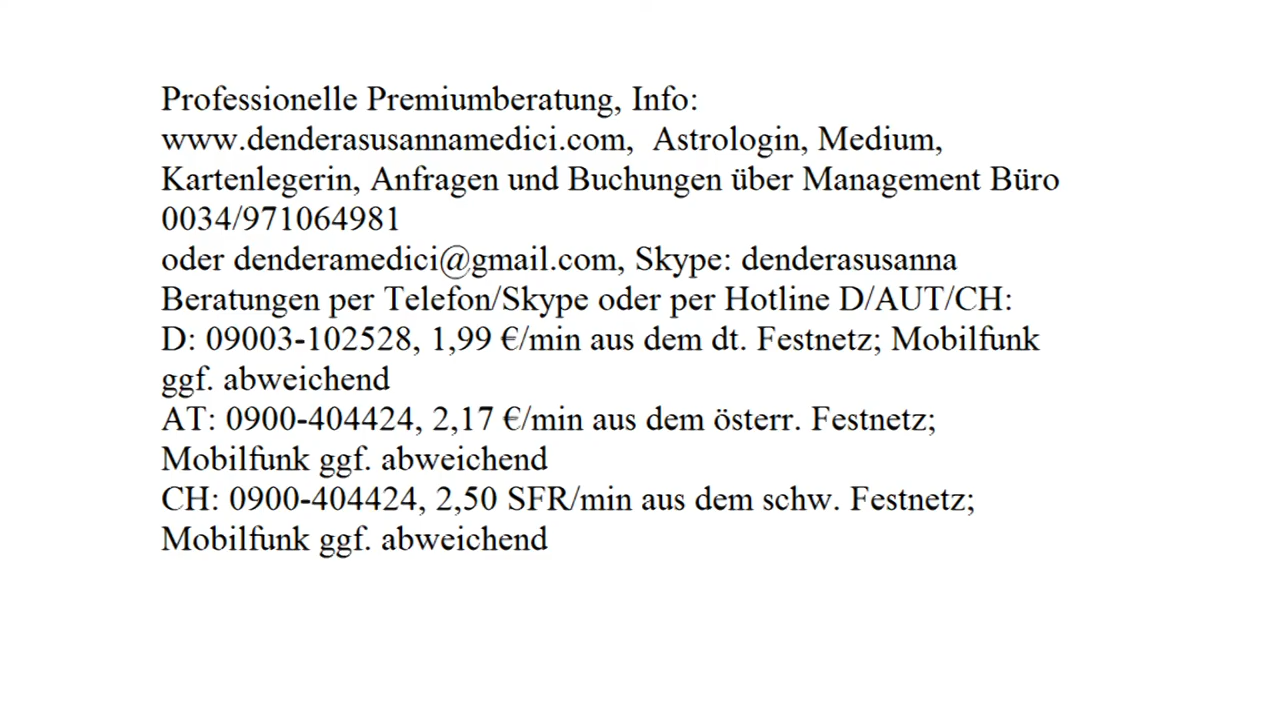 Professionelle Premiumberatung, Info:
www.denderasusannamedici.com,  Astrologin, Medium,
Kartenlegerin, Anfragen und Buchungen über Management Büro
0034/971064981
oder denderamedici@gmail.com, Skype: denderasusanna
Beratungen per Telefon/Skype oder per Hotline D/AUT/CH:
D: 09003-102528, 1,99 €/min aus dem dt. Festnetz; Mobilfunk
ggf. abweichend
AT: 0900-404424, 2,17 €/min aus dem österr. Festnetz;
Mobilfunk ggf. abweichend
CH: 0900-404424, 2,50 SFR/min aus dem schw. Festnetz;
Mobilfunk ggf. abweichend